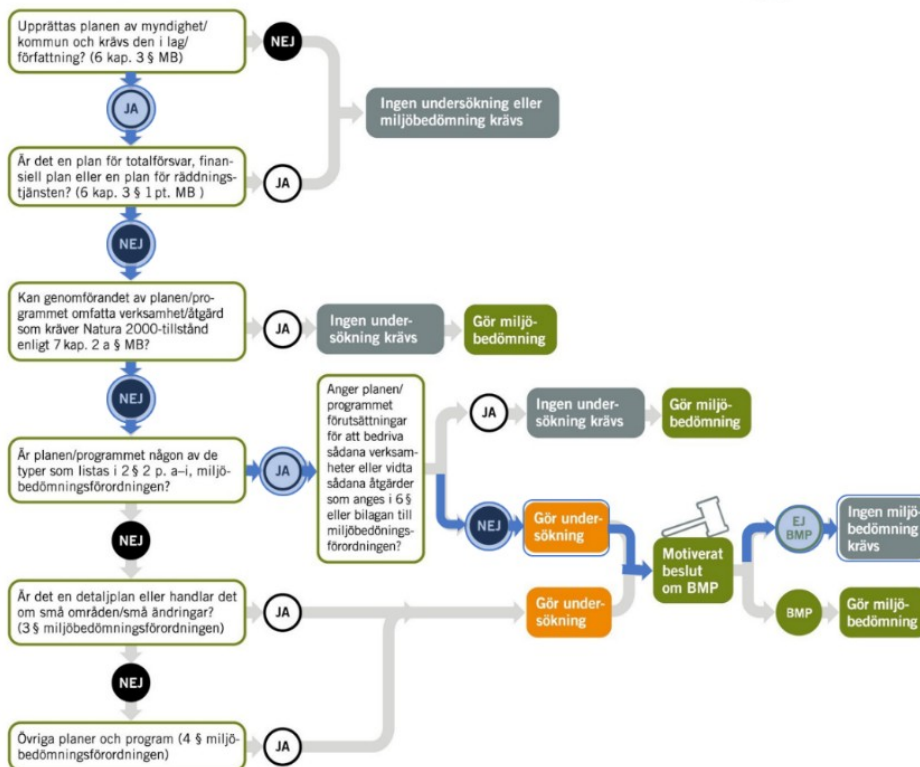 Upprättas planen av myndighet/
kommun och krävs den i lag/
författning? (6 kap. 3 § MB)
NEJ
JA
Ingen undersökning eller
miljöbedömning krävs
Är det en plan för totalförsvar, finan-
siell plan eller en plan för räddnings-
tjänsten? (6 kap. 3 § 1 pt. MB )
JA
NEJ
Kan genomförandet av planen/pro-
grammet omfatta verksamhet/åtgärd
som kräver Natura 2000-tillstånd
enligt 7 kap. 2 a § MB?
JA
Ingen under-
sökning krävs
Gör miljö-
bedömning
NEJ
Är planen/programmet någon av de
typer som listas i 2 § 2 p. a–i, miljö-
bedömningsförordningen?
JA
Anger planen/
programmet
förutsättningar
för att bedriva
sådana verksam-
heter eller vidta
sådana åtgärder
som anges i 6 §
eller bilagan till
miljöbedönings-
förordningen?
JA
Ingen under-
sökning krävs
Gör miljö-
bedömning
NEJ
Gör under-
sökning
Motiverat
beslut
om BMP
EJ
BMP
Ingen miljö-
bedömning
krävs
BMP
Gör miljö-
bedömning
NEJ
Är det en detaljplan eller handlar det
om små områden/små ändringar?
(3 § miljöbedömningsförordningen)
JA
Gör under-
sökning
NEJ
Övriga planer och program (4 § miljö-
bedömningsförordningen)
JA